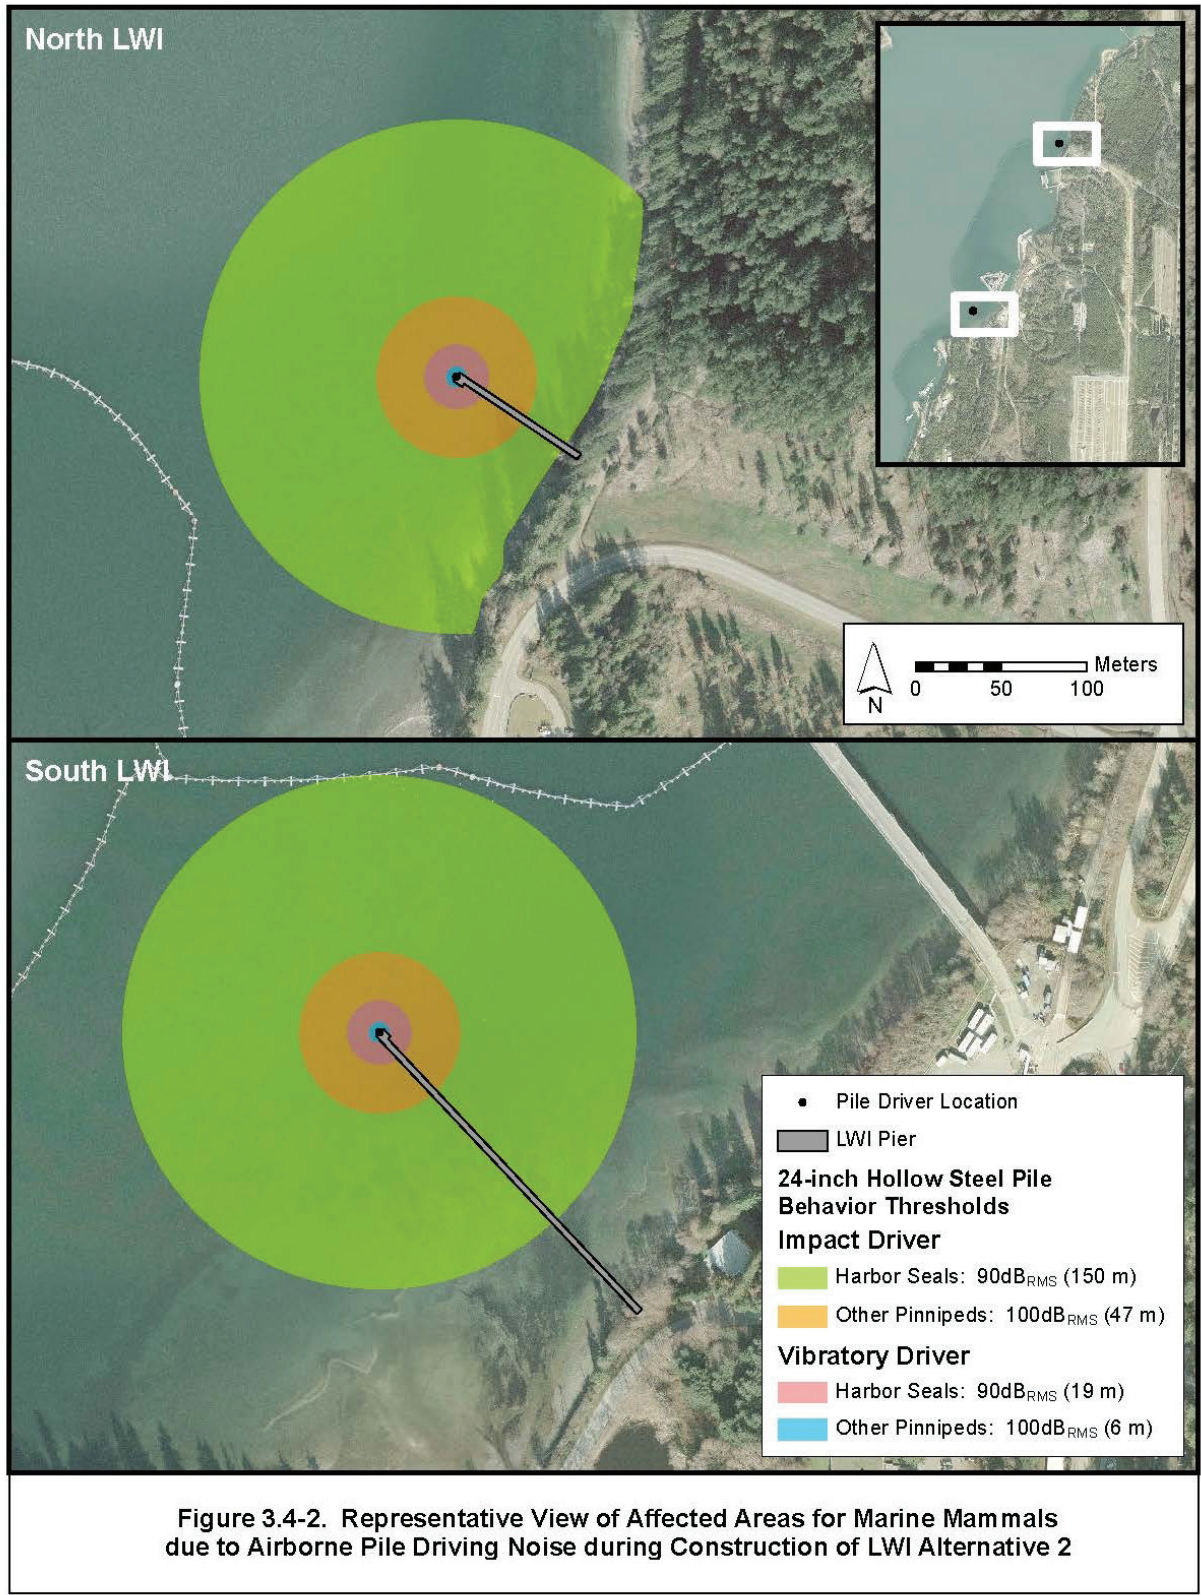 North LWI
Meters
0 50 100
N
South LWI
Pile Driver Location
LWI Pier
24-inch Hollow Steel Pile
Behavior Thresholds
Impact Driver
Harbor Seals: 90dBRMS (150 m)
Other Pinnipeds: 100dBRMS (47 m)
Vibratory Driver
Harbor Seals: 90dBRMS (19 m)
Other Pinnipeds: 100dBRMS (6 m)
Figure 3.4-2. Representative View of Affected Areas for Marine Mammals
due to Airborne Pile Driving Noise during Construction of LWI Alternative 2